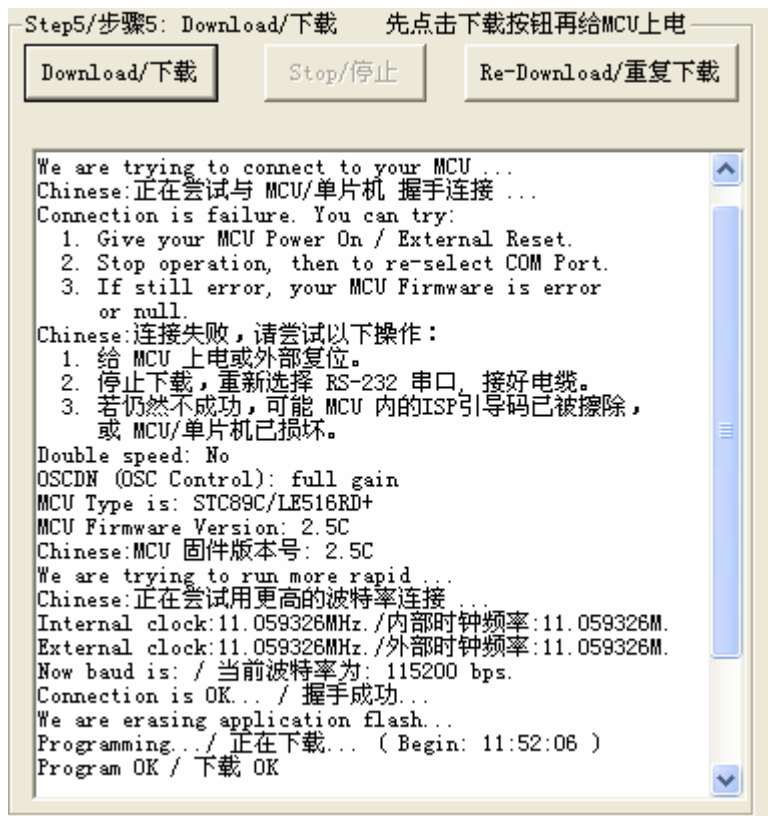 Step5/步骤5: Download/下载 先点击下载按钮再给MCU上电
Download/下载 Stop/停止 Re-Download/重复下载
We are trying to connect to your MCU ...
Chinese:正在尝试与 MCU/单片机 握手连接 ...
Connection is failure. You can try:
1. Give your MCU Power On / External Reset.
2. Stop operation, then to re-select COM Port.
3. If still error, your MCU Firmware is error
or null.
Chinese:连接失败，请尝试以下操作：
1. 给 MCU 上电或外部复位。
2. 停止下载，重新选择 RS-232 串口, 接好电缆。
3. 若仍然不成功，可能 MCU 内的ISP引导码已被擦除，
或 MCU/单片机已损坏。
Double speed: No
OSCDN (OSC Control): full gain
MCU Type is: STC89C/LE516RD+
MCU Firmware Version: 2.5C
Chinese:MCU 固件版本号: 2.5C
We are trying to run more rapid ...
Chinese:正在尝试用更高的波特率连接 ...
Internal clock:11.059326MHz./内部时钟频率:11.059326M.
External clock:11.059326MHz./外部时钟频率:11.059326M.
Now baud is: / 当前波特率为: 115200 bps.
Connection is OK... / 握手成功...
We are erasing application flash...
Programming.../ 正在下载... ( Begin: 11:52:06 )
Program OK / 下载 OK